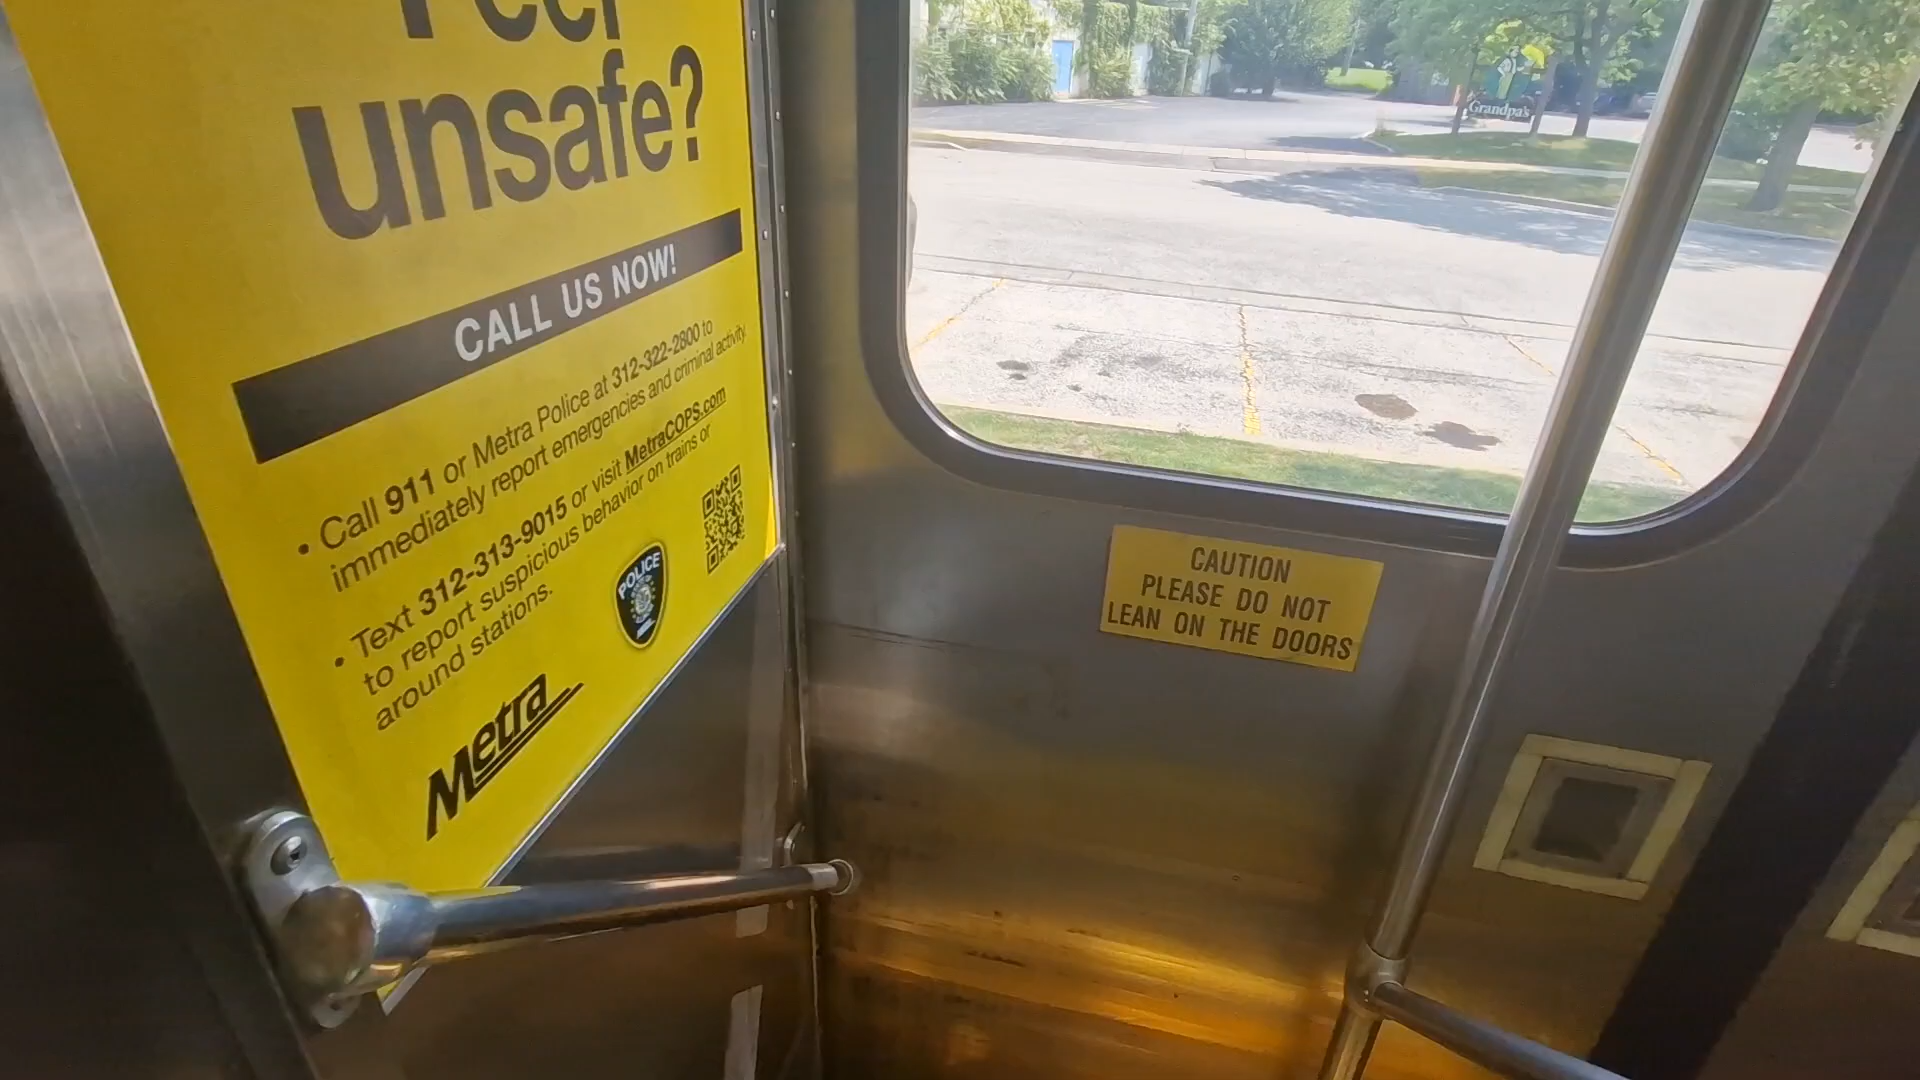 Feel
unsafe?
CALL US NOW!
• Call 911 or Metra Police at 312-322-2800 to
immediately report emergencies and criminal activity.
• Text 312-313-9015 or visit MetraCOPS.com
to report suspicious behavior on trains or
around stations.
POLICE
Metra
Grandpa's
CAUTION
PLEASE DO NOT
LEAN ON THE DOORS